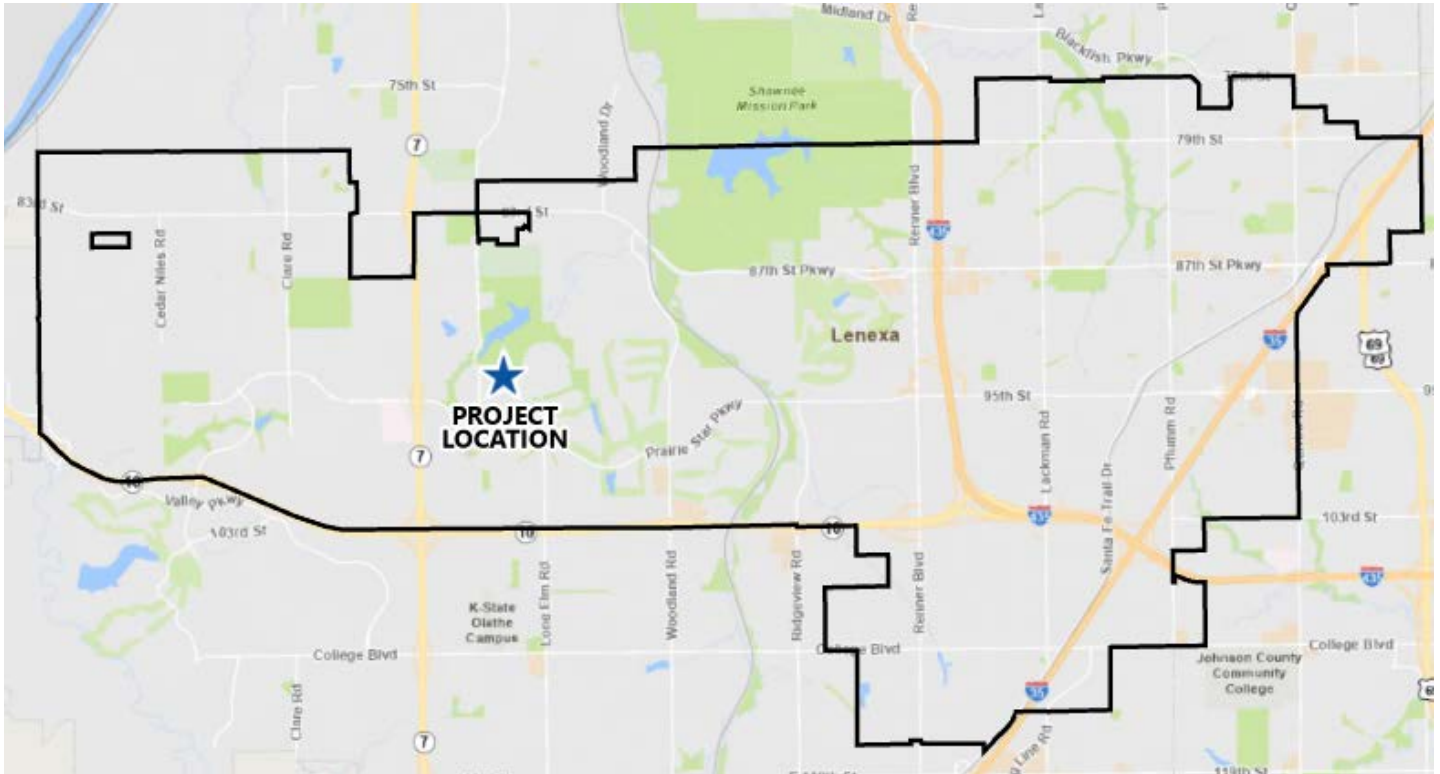 Midland Dr
Blackfish Pkwy
75th St
75th St
Shawnee
Mission Park
7
79th St
Woodland Dr
Renner Blvd
83rd St
83rd St
435
Cedar Niles Rd
Clare Rd
87th St Pkwy
87th St Pkwy
Lenexa
35
69
69
PROJECT
LOCATION
95th St
Prairie Star Pkwy
Lackman Rd
Pflumm Rd
7
10
Valley Pkwy
103rd St
10
10
435
103rd St
Santa Fe Trail Dr
435
K-State
Olathe
Campus
Lone Elm Rd
Woodland Rd
Ridgeview Rd
Renner Blvd
College Blvd
College Blvd
College Blvd
Johnson County
Community
College
Clare Rd
35
7
119th St